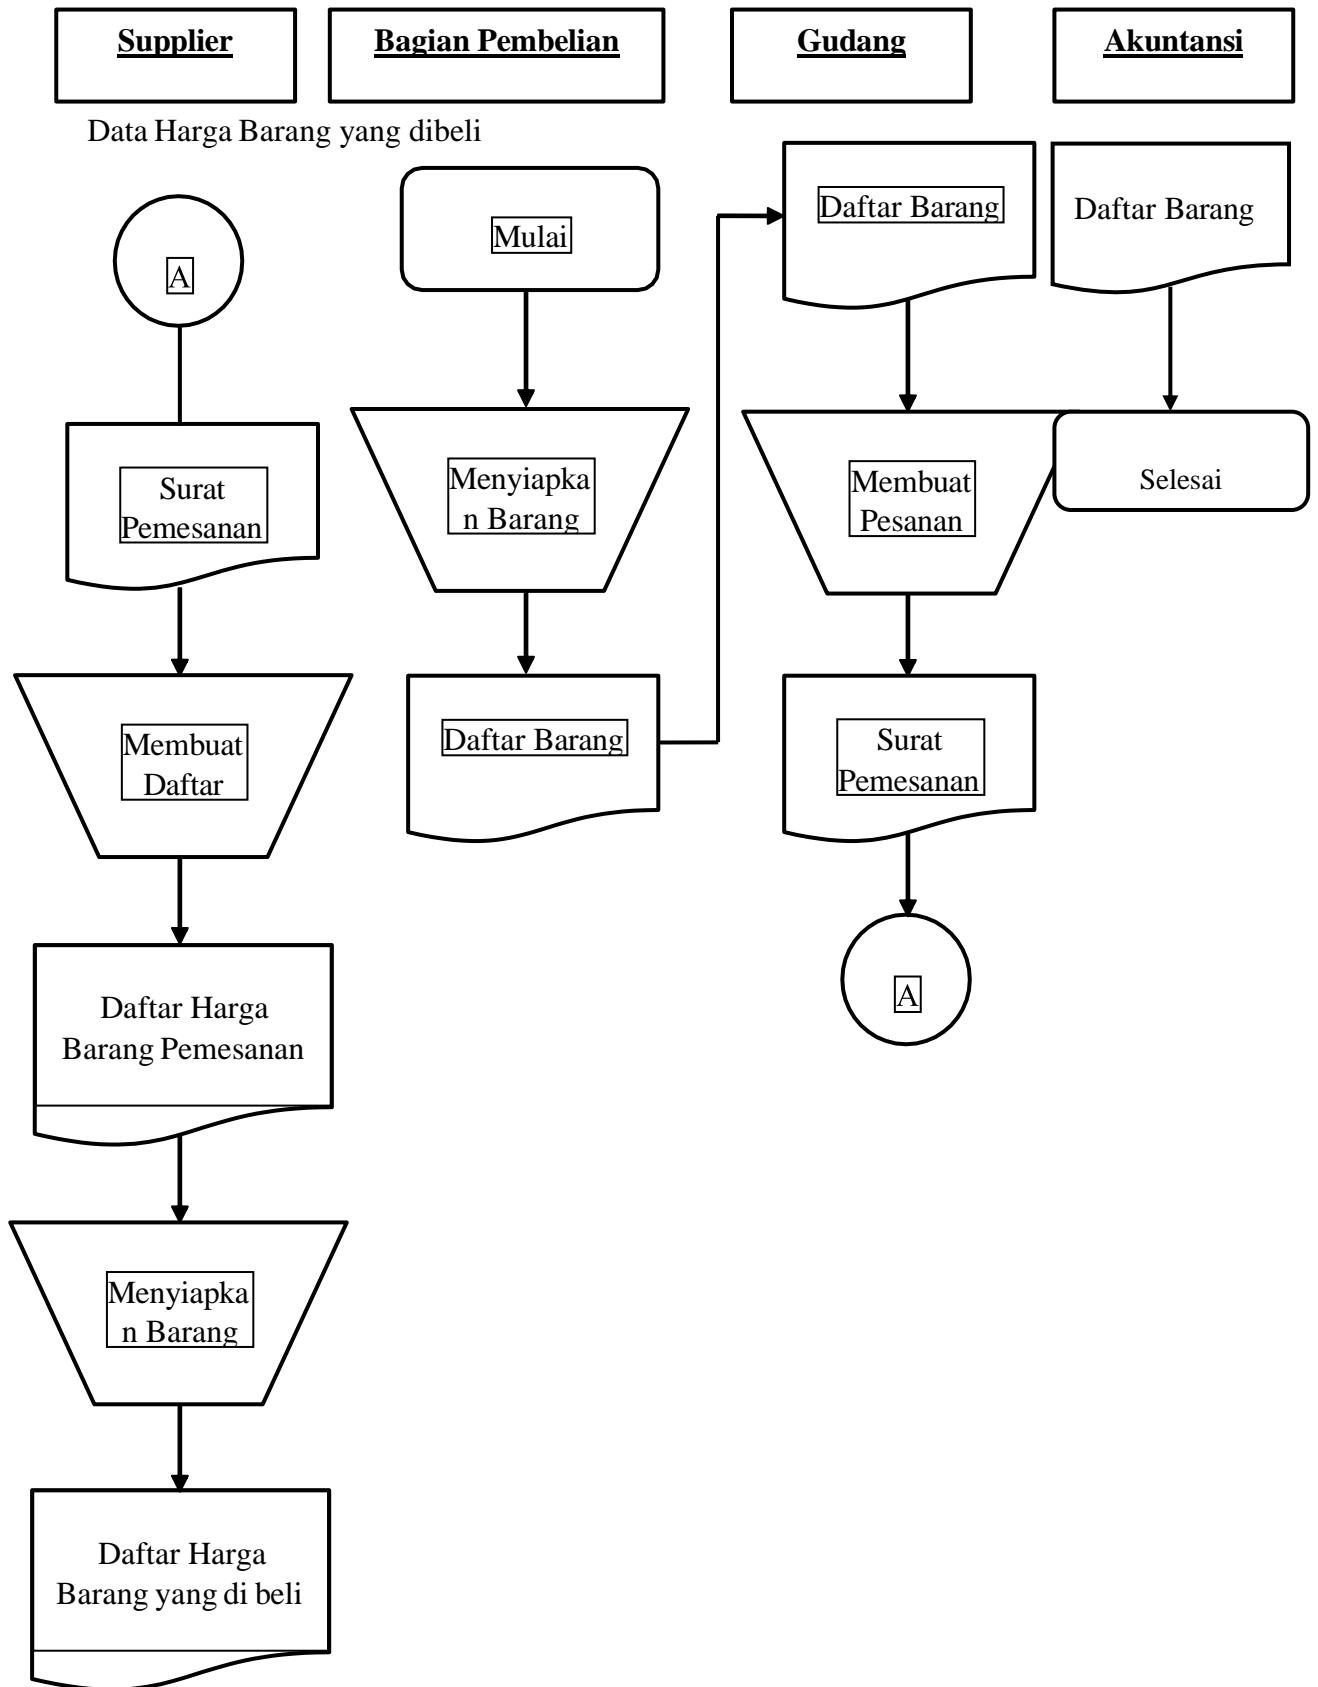 Supplier
Bagian Pembelian
Gudang
Akuntansi
Data Harga Barang yang dibeli
A
Surat
Pemesanan
Membuat
Daftar
Daftar Harga
Barang Pemesanan
Menyiapka
n Barang
Daftar Harga
Barang yang di beli
Mulai
Menyiapka
n Barang
Daftar Barang
Daftar Barang
Membuat
Pesanan
Surat
Pemesanan
A
Daftar Barang
Selesai